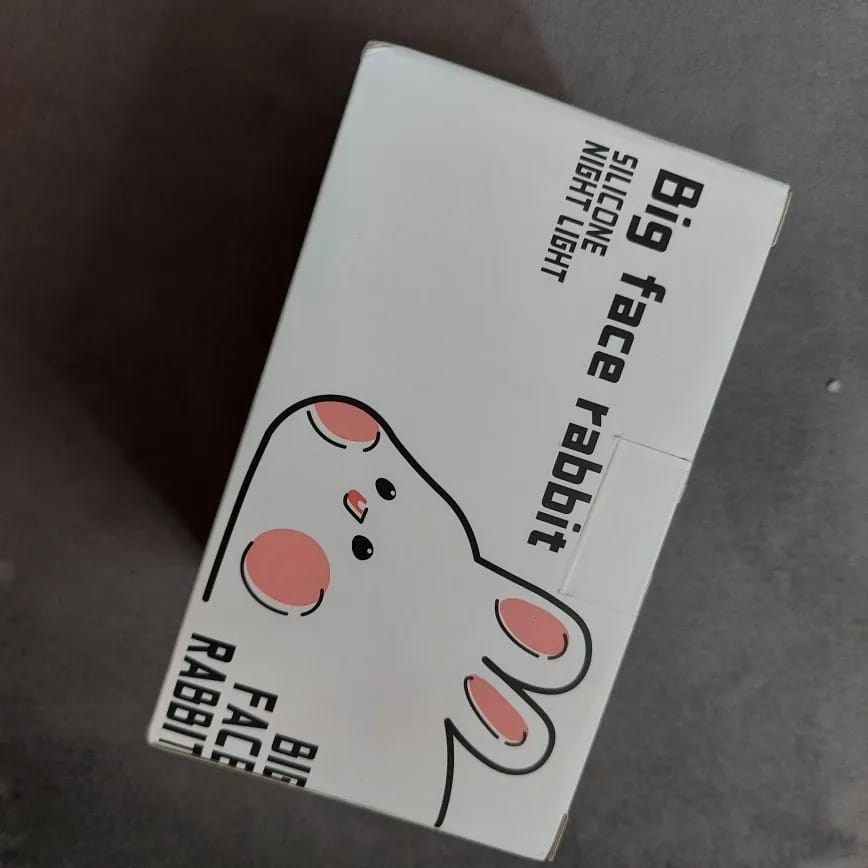 Big face rabbit
SILICONE
NIGHT LIGHT
BIG
FACE
RABBIT